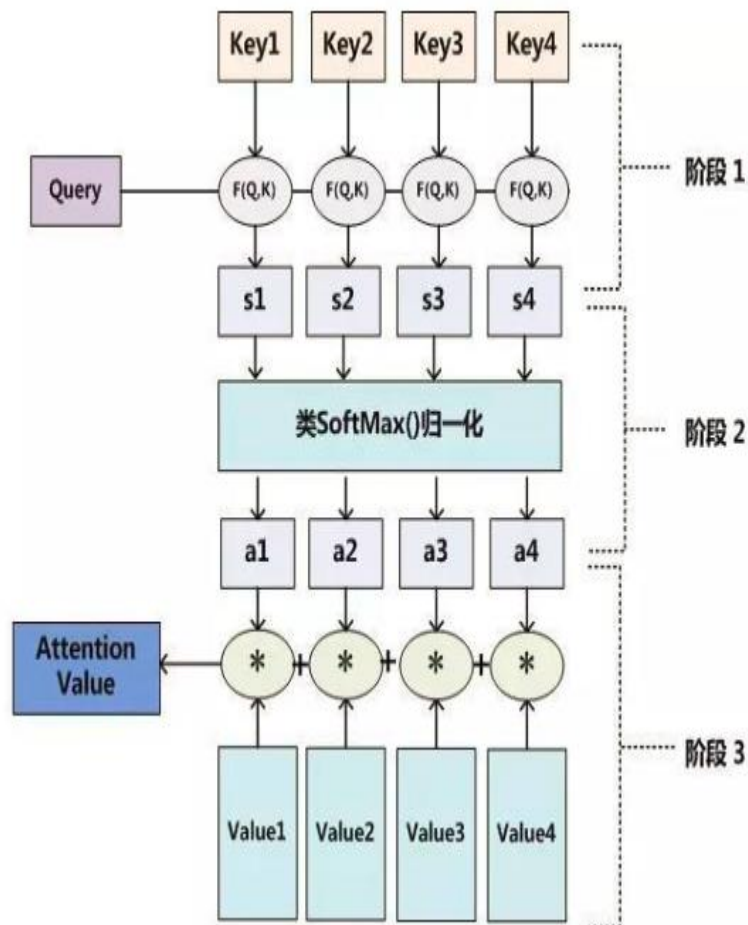 Key1 Key2 Key3 Key4
Query F(Q,K) F(Q,K) F(Q,K) F(Q,K)
阶段 1
s1 s2 s3 s4
类SoftMax()归一化
阶段 2
a1 a2 a3 a4
Attention
Value
* + * + * + *
阶段 3
Value1 Value2 Value3 Value4